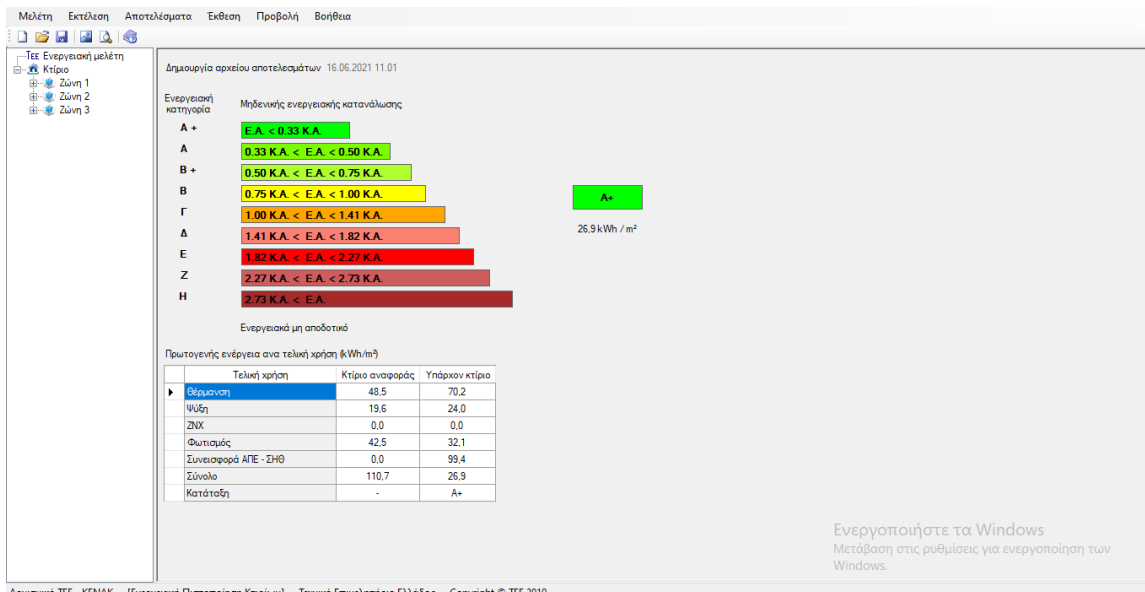 Μελέτη Εκτέλεση Αποτελέσματα Έκθεση Προβολή Βοήθεια
ΤΕΕ Ενεργειακή μελέτη
Κτίριο
Ζώνη 1
Ζώνη 2
Ζώνη 3
Δημιουργία αρχείου αποτελεσμάτων 16.06.2021 11.01
Ενεργειακή κατηγορία Μηδενικής ενεργειακής κατανάλωσης
A + E.A. < 0.33 K.A.
A 0.33 K.A. < E.A. < 0.50 K.A.
B + 0.50 K.A. < E.A. < 0.75 K.A.
B 0.75 K.A. < E.A. < 1.00 K.A.
A+
Γ 1.00 K.A. < E.A. < 1.41 K.A.
26,9 kWh / m²
Δ 1.41 K.A. < E.A. < 1.82 K.A.
E 1.82 K.A. < E.A. < 2.27 K.A.
Z 2.27 K.A. < E.A. < 2.73 K.A.
H 2.73 K.A. < E.A.
Ενεργειακά μη αποδοτικό
Πρωτογενής ενέργεια ανα τελική χρήση (kWh/m²)
Τελική χρήση Κτίριο αναφοράς Υπάρχον κτίριο
Θέρμανση 48,5 70,2
Ψύξη 19,6 24,0
ΖΝΧ 0,0 0,0
Φωτισμός 42,5 32,1
Συνεισφορά ΑΠΕ - ΣΗΘ 0,0 99,4
Σύνολο 110,7 26,9
Κατάταξη - A+
Ενεργοποιήστε τα Windows
Μετάβαση στις ρυθμίσεις για ενεργοποίηση των
Windows.